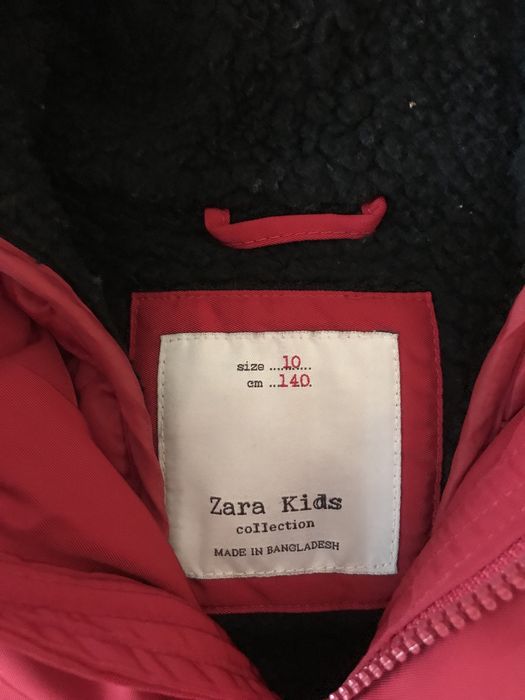 size ...10......
cm ...140.
Zara Kids
collection
MADE IN BANGLADESH